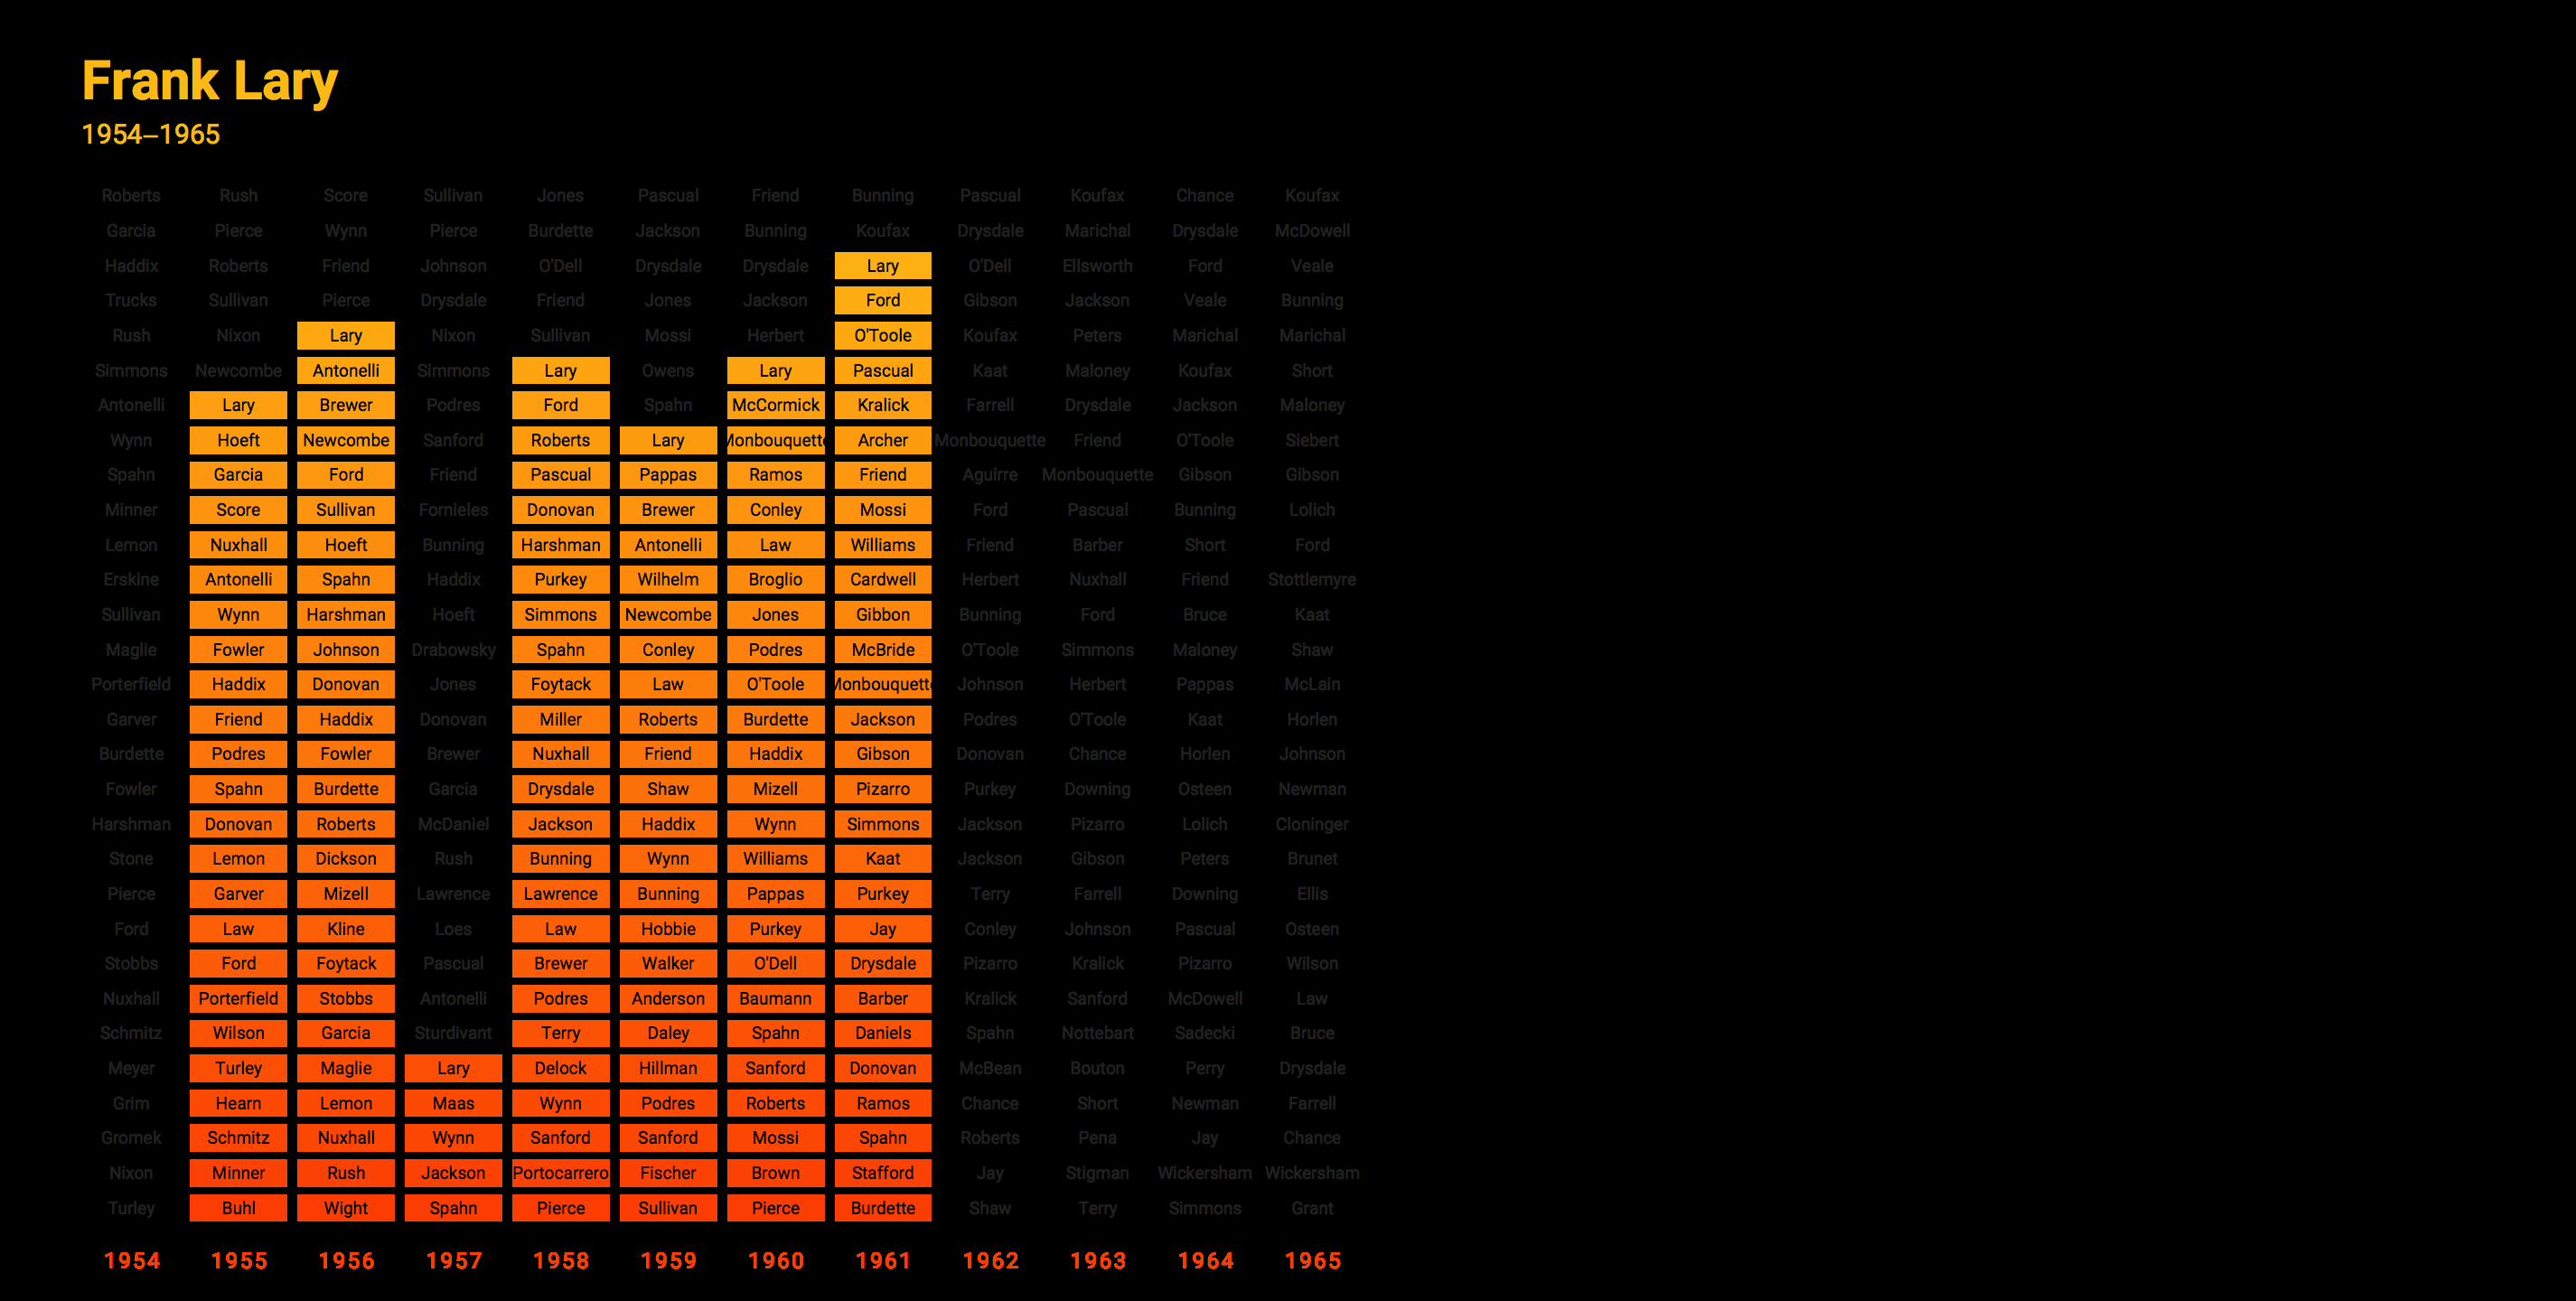 Frank Lary
1954–1965
Roberts Rush Score Sullivan Jones Pascual Friend Bunning Pascual Koufax Chance Koufax
Garcia Pierce Wynn Pierce Burdette Jackson Bunning Koufax Drysdale Marichal Drysdale McDowell
Haddix Roberts Friend Johnson O'Dell Drysdale Drysdale Lary O'Dell Ellsworth Ford Veale
Trucks Sullivan Pierce Drysdale Friend Jones Jackson Ford Gibson Jackson Veale Bunning
Rush Nixon Lary Nixon Sullivan Mossi Herbert O'Toole Koufax Peters Marichal Marichal
Simmons Newcombe Antonelli Simmons Lary Owens Lary Pascual Kaat Maloney Koufax Short
Antonelli Lary Brewer Podres Ford Spahn McCormick Kralick Farrell Drysdale Jackson Maloney
Wynn Hoeft Newcombe Sanford Roberts Lary Monbouquette Archer Monbouquette Friend O'Toole Siebert
Spahn Garcia Ford Friend Pascual Pappas Ramos Friend Aguirre Monbouquette Gibson Gibson
Minner Score Sullivan Fornieles Donovan Brewer Conley Mossi Ford Pascual Bunning Lolich
Lemon Nuxhall Hoeft Bunning Harshman Antonelli Law Williams Friend Barber Short Ford
Erskine Antonelli Spahn Haddix Purkey Wilhelm Broglio Cardwell Herbert Nuxhall Friend Stottlemyre
Sullivan Wynn Harshman Hoeft Simmons Newcombe Jones Gibbon Bunning Ford Bruce Kaat
Maglie Fowler Johnson Drabowsky Spahn Conley Podres McBride O'Toole Simmons Maloney Shaw
Porterfield Haddix Donovan Jones Foytack Law O'Toole Monbouquette Johnson Herbert Pappas McLain
Garver Friend Haddix Donovan Miller Roberts Burdette Jackson Podres O'Toole Kaat Horlen
Burdette Podres Fowler Brewer Nuxhall Friend Haddix Gibson Donovan Chance Horlen Johnson
Fowler Spahn Burdette Garcia Drysdale Shaw Mizell Pizarro Purkey Downing Osteen Newman
Harshman Donovan Roberts McDaniel Jackson Haddix Wynn Simmons Jackson Pizarro Lolich Cloninger
Stone Lemon Dickson Rush Bunning Wynn Williams Kaat Jackson Gibson Peters Brunet
Pierce Garver Mizell Lawrence Lawrence Bunning Pappas Purkey Terry Farrell Downing Ellis
Ford Law Kline Loes Law Hobbie Purkey Jay Conley Johnson Pascual Osteen
Stobbs Ford Foytack Pascual Brewer Walker O'Dell Drysdale Pizarro Kralick Pizarro Wilson
Nuxhall Porterfield Stobbs Antonelli Podres Anderson Baumann Barber Kralick Sanford McDowell Law
Schmitz Wilson Garcia Sturdivant Terry Daley Spahn Daniels Spahn Nottebart Sadecki Bruce
Meyer Turley Maglie Lary Delock Hillman Sanford Donovan McBean Bouton Perry Drysdale
Grim Hearn Lemon Maas Wynn Podres Roberts Ramos Chance Short Newman Farrell
Gromek Schmitz Nuxhall Wynn Sanford Sanford Mossi Spahn Roberts Pena Jay Chance
Nixon Minner Rush Jackson Portocarrero Fischer Brown Stafford Jay Stigman Wickersham Wickersham
Turley Buhl Wight Spahn Pierce Sullivan Pierce Burdette Shaw Terry Simmons Grant
1954 1955 1956 1957 1958 1959 1960 1961 1962 1963 1964 1965